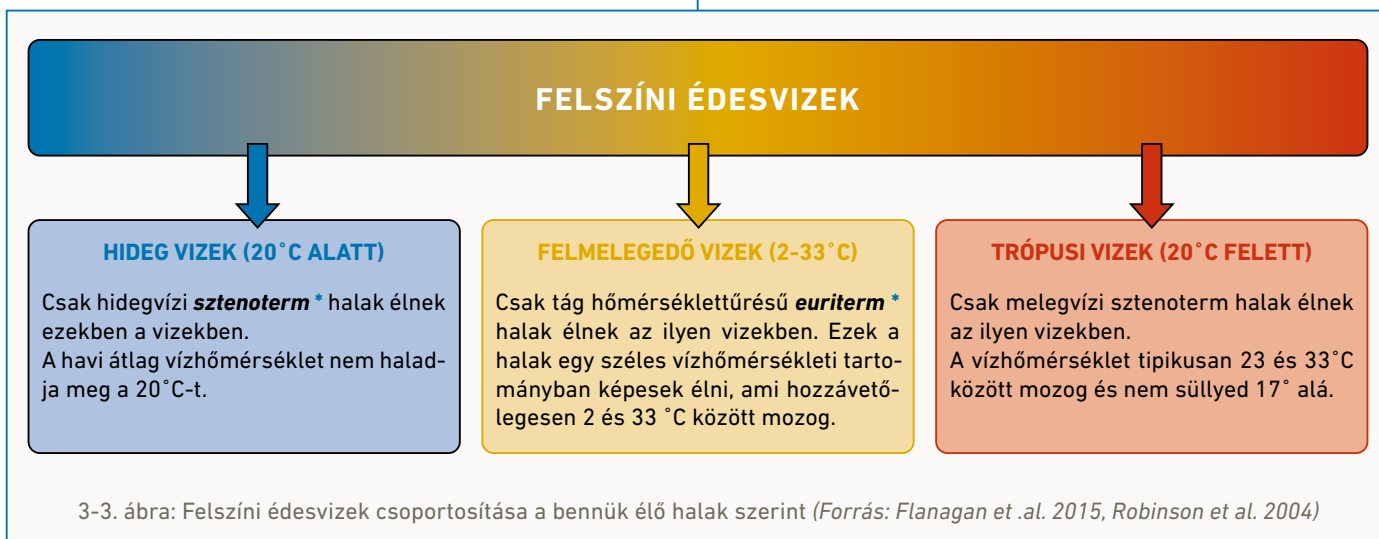 FELSZÍNI ÉDESVIZEK
HIDEG VIZEK (20˚C ALATT)
Csak hidegvízi sztenoterm * halak élnek
ezekben a vizekben.
A havi átlag vízhőmérséklet nem halad-
ja meg a 20˚C-t.
FELMELEGEDŐ VIZEK (2-33˚C)
Csak tág hőmérséklettűrésű euriterm *
halak élnek az ilyen vizekben. Ezek a
halak egy széles vízhőmérsékleti tarto-
mányban képesek élni, ami hozzávető-
legesen 2 és 33 ˚C között mozog.
TRÓPUSI VIZEK (20˚C FELETT)
Csak melegvízi sztenoterm halak élnek
az ilyen vizekben.
A vízhőmérséklet tipikusan 23 és 33˚C
között mozog és nem süllyed 17˚ alá.
3-3. ábra: Felszíni édesvizek csoportosítása a bennük élő halak szerint (Forrás: Flanagan et .al. 2015, Robinson et al. 2004)